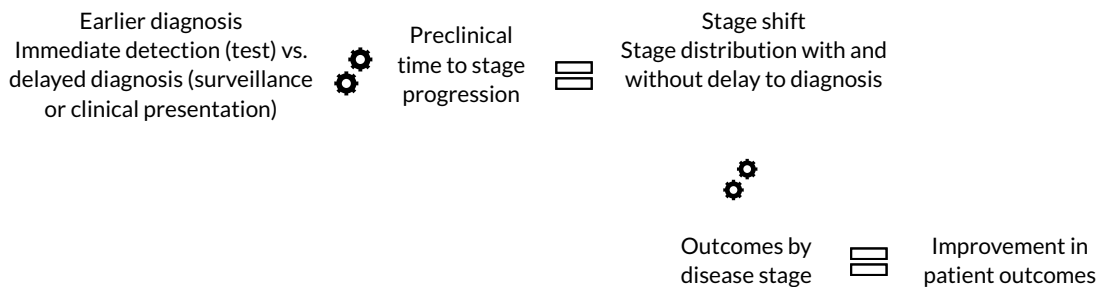 Earlier diagnosis
Immediate detection (test) vs.
delayed diagnosis (surveillance
or clinical presentation)
Preclinical
time to stage
progression
Stage shift
Stage distribution with and
without delay to diagnosis
Outcomes by
disease stage
Improvement in
patient outcomes